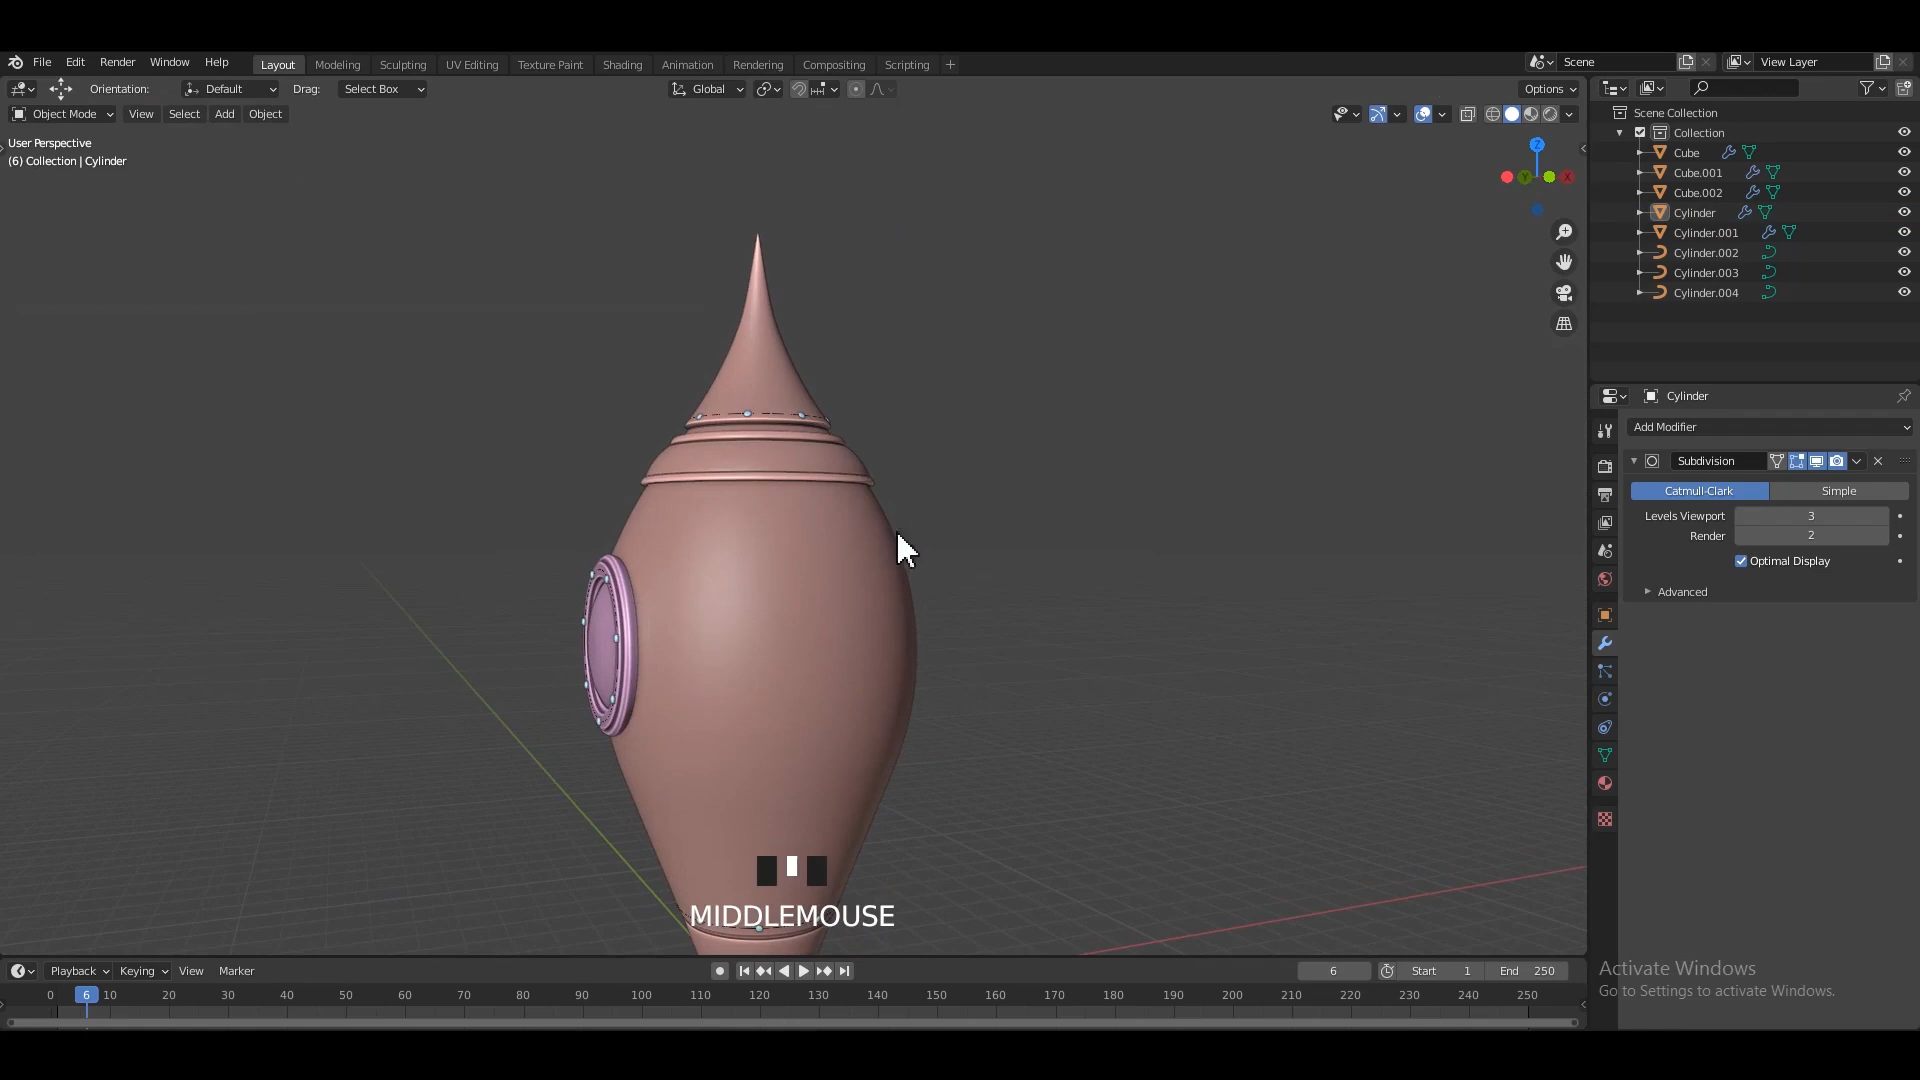 File Edit Render Window Help Layout Modeling Sculpting UV Editing Texture Paint Shading Animation Rendering Compositing Scripting + Scene View Layer
Orientation: Default Drag: Select Box Global Options
Object Mode View Select Add Object
User Perspective
(6) Collection | Cylinder
Z
Y
X
Scene Collection
Collection
Cube
Cube.001
Cube.002
Cylinder
Cylinder.001
Cylinder.002
Cylinder.003
Cylinder.004
Cylinder
Add Modifier
Subdivision
Catmull-Clark Simple
Levels Viewport 3
Render 2
Optimal Display
Advanced
MIDDLEMOUSE
Activate Windows
Go to Settings to activate Windows.
Playback Keying View Marker 6 Start 1 End 250
0 6 10 20 30 40 50 60 70 80 90 100 110 120 130 140 150 160 170 180 190 200 210 220 230 240 250